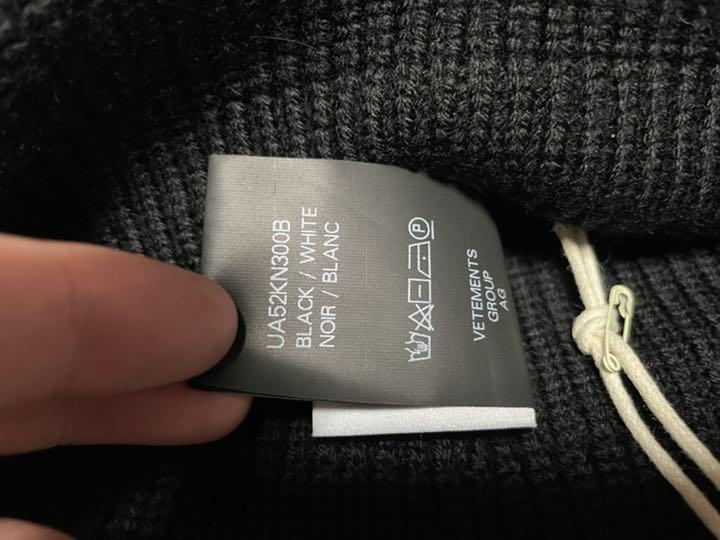 UA52KN300B
BLACK / WHITE
NOIR / BLANC
P
VETEMENTS
GROUP
AG